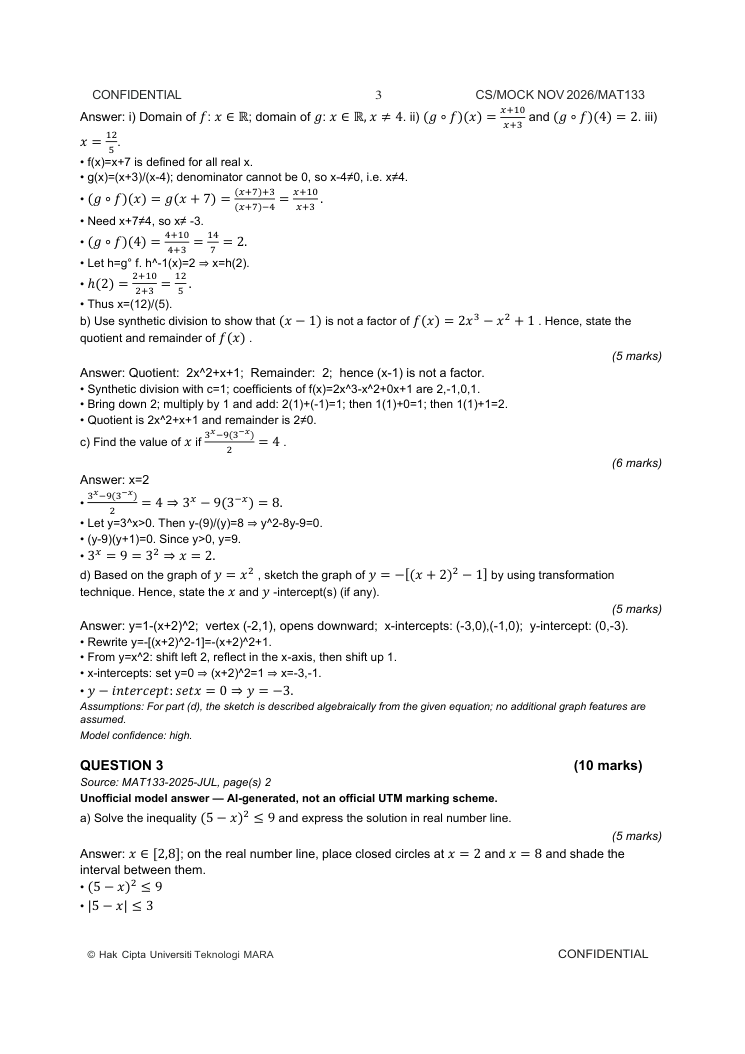 CONFIDENTIAL 3 CS/MOCK NOV 2026/MAT133
Answer: i) Domain of f: x ∈ ℝ; domain of g: x ∈ ℝ, x ≠ 4. ii) (g ∘ f)(x) = (x+10)/(x+3) and (g ∘ f)(4) = 2. iii)
x = 12/5.
• f(x)=x+7 is defined for all real x.
• g(x)=(x+3)/(x-4); denominator cannot be 0, so x-4≠0, i.e. x≠4.
• (g ∘ f)(x) = g(x + 7) = ((x+7)+3)/((x+7)−4) = (x+10)/(x+3).
• Need x+7≠4, so x≠ -3.
• (g ∘ f)(4) = (4+10)/(4+3) = 14/7 = 2.
• Let h=g° f. h^-1(x)=2 ⇒ x=h(2).
• h(2) = (2+10)/(2+3) = 12/5.
• Thus x=(12)/(5).
b) Use synthetic division to show that (x − 1) is not a factor of f(x) = 2x³ − x² + 1 . Hence, state the
quotient and remainder of f(x) .
(5 marks)
Answer: Quotient: 2x^2+x+1; Remainder: 2; hence (x-1) is not a factor.
• Synthetic division with c=1; coefficients of f(x)=2x^3-x^2+0x+1 are 2,-1,0,1.
• Bring down 2; multiply by 1 and add: 2(1)+(-1)=1; then 1(1)+0=1; then 1(1)+1=2.
• Quotient is 2x^2+x+1 and remainder is 2≠0.
c) Find the value of x if (3ˣ−9(3⁻ˣ))/2 = 4 .
(6 marks)
Answer: x=2
• (3ˣ−9(3⁻ˣ))/2 = 4 ⇒ 3ˣ − 9(3⁻ˣ) = 8.
• Let y=3^x>0. Then y-(9)/(y)=8 ⇒ y^2-8y-9=0.
• (y-9)(y+1)=0. Since y>0, y=9.
• 3ˣ = 9 = 3² ⇒ x = 2.
d) Based on the graph of y = x² , sketch the graph of y = −[(x + 2)² − 1] by using transformation
technique. Hence, state the x and y -intercept(s) (if any).
(5 marks)
Answer: y=1-(x+2)^2; vertex (-2,1), opens downward; x-intercepts: (-3,0),(-1,0); y-intercept: (0,-3).
• Rewrite y=-[(x+2)^2-1]=-(x+2)^2+1.
• From y=x^2: shift left 2, reflect in the x-axis, then shift up 1.
• x-intercepts: set y=0 ⇒ (x+2)^2=1 ⇒ x=-3,-1.
• y − intercept: setx = 0 ⇒ y = −3.
Assumptions: For part (d), the sketch is described algebraically from the given equation; no additional graph features are
assumed.
Model confidence: high.
QUESTION 3 (10 marks)
Source: MAT133-2025-JUL, page(s) 2
Unofficial model answer — AI-generated, not an official UTM marking scheme.
a) Solve the inequality (5 − x)² ≤ 9 and express the solution in real number line.
(5 marks)
Answer: x ∈ [2,8]; on the real number line, place closed circles at x = 2 and x = 8 and shade the
interval between them.
• (5 − x)² ≤ 9
• |5 − x| ≤ 3
© Hak Cipta Universiti Teknologi MARA CONFIDENTIAL